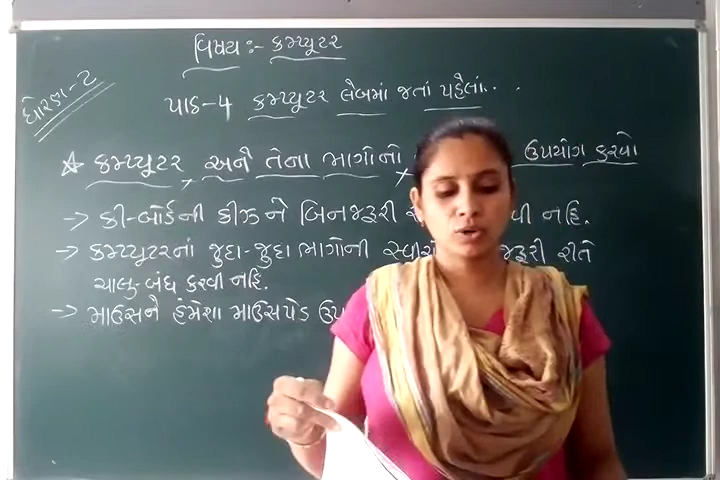 વિષય :- કમ્પ્યૂટર
ધોરણ-૨
પાઠ-4 કમ્પ્યૂટર લેબમાં જતાં પહેલાં...
☆ કમ્પ્યૂટર અને તેના ભાગોનો ઉપયોગ કરવો
→ કી-બોર્ડની કીઝને બિનજરૂરી નહિ.
→ કમ્પ્યૂટરનાં જુદા-જુદા ભાગોની રીતે
ચાલુ-બંધ કરવી નહિ.
→ માઉસને હંમેશા માઉસપેડ